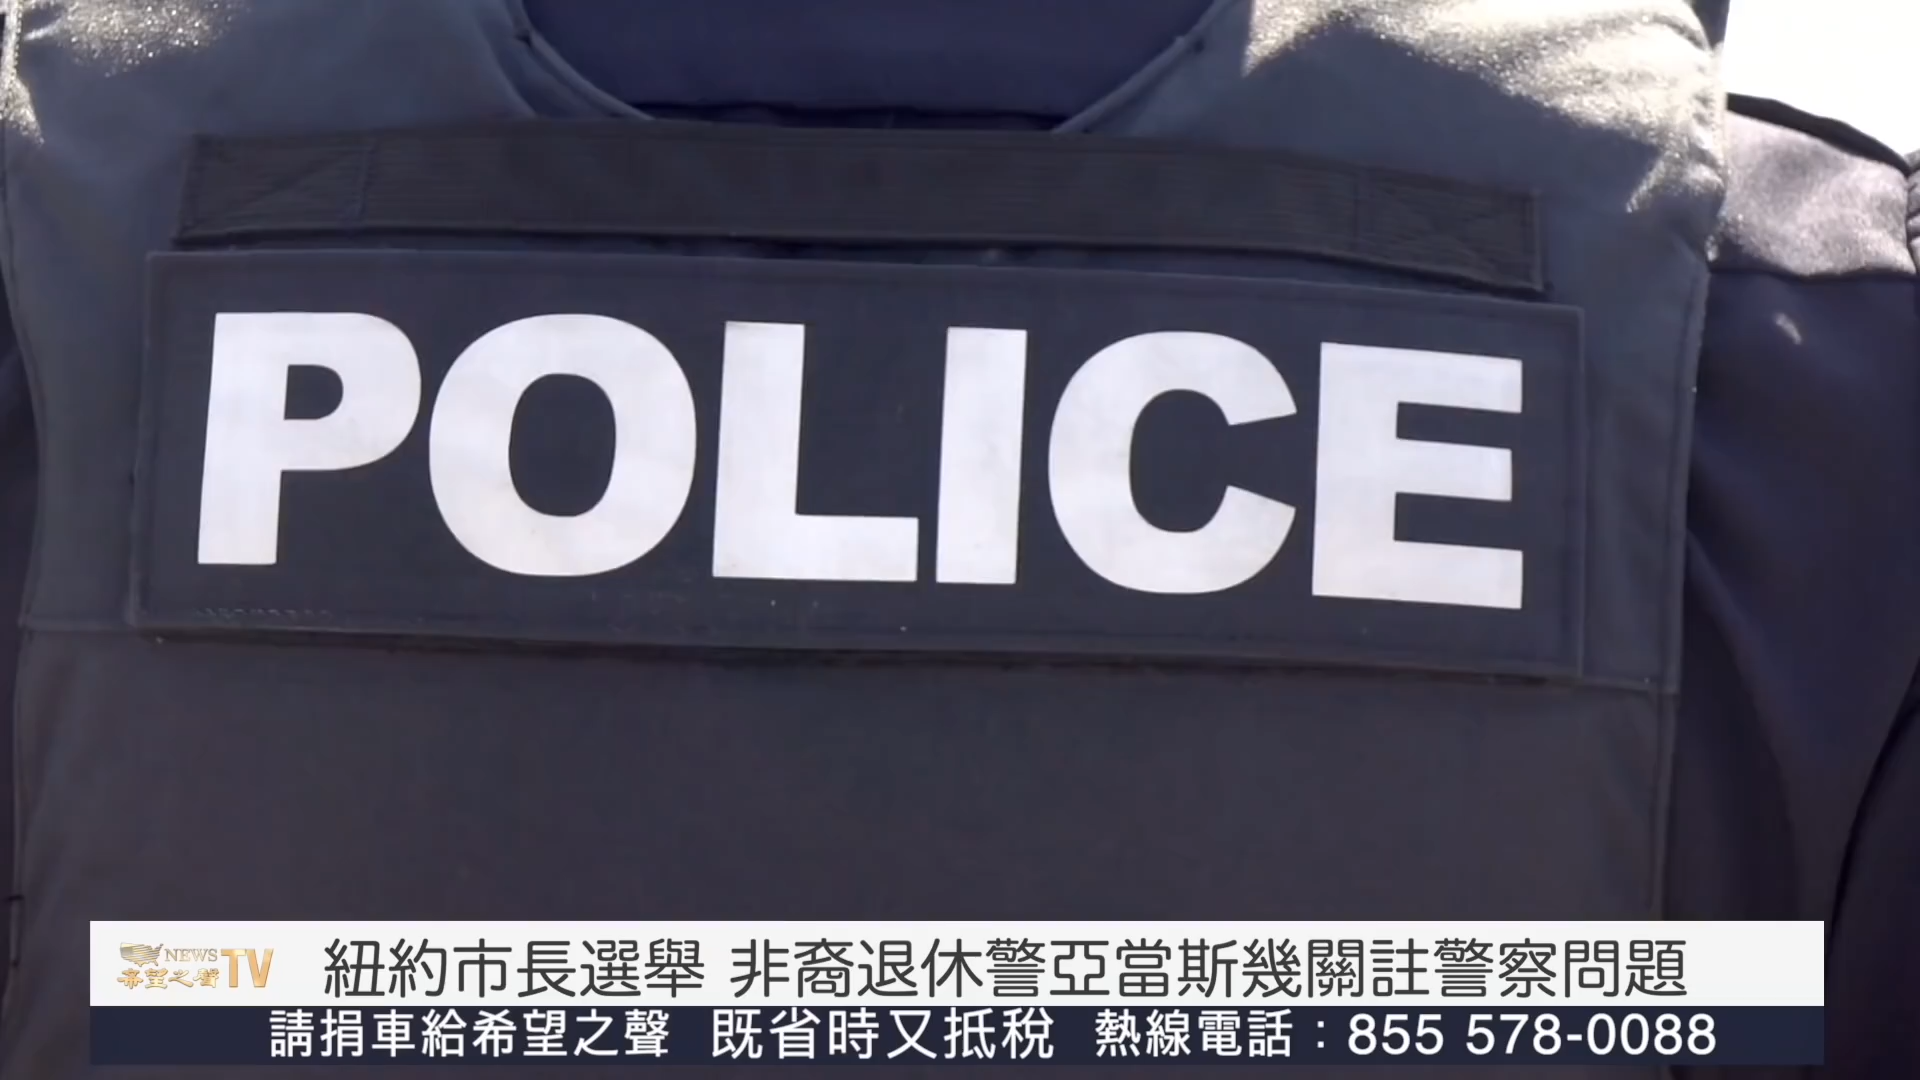 POLICE
NEWS
希望之聲 TV
紐約市長選舉 非裔退休警亞當斯幾關註警察問題
請捐車給希望之聲 既省時又抵稅 熱線電話：855 578-0088